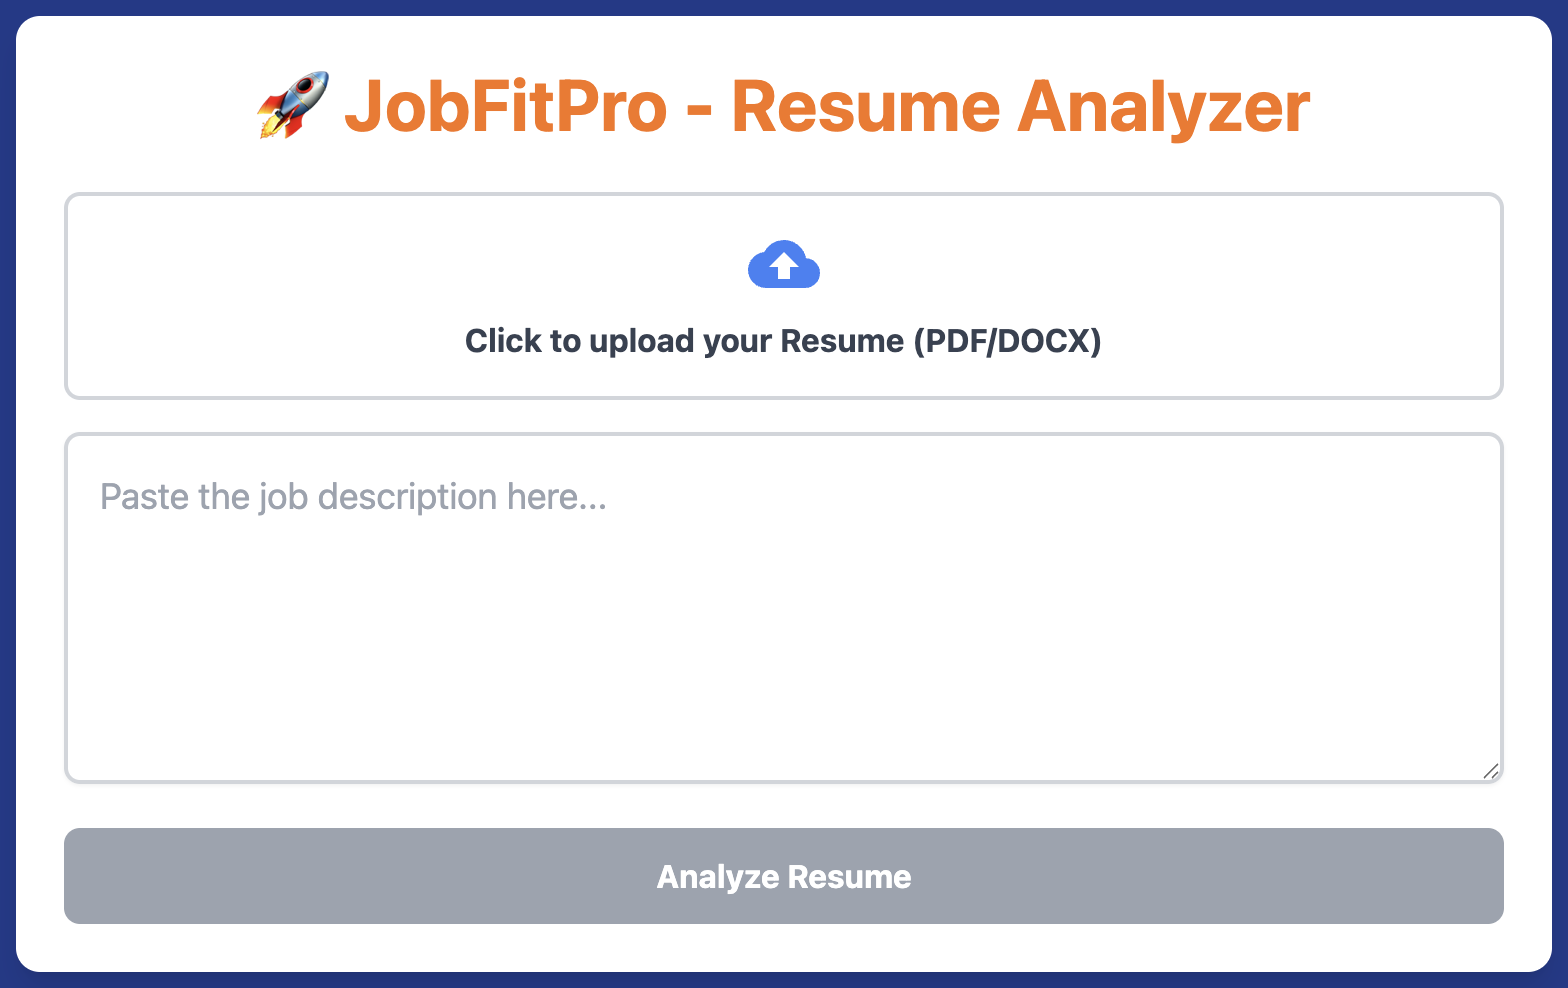 🚀 JobFitPro - Resume Analyzer
Click to upload your Resume (PDF/DOCX)
Paste the job description here...
Analyze Resume